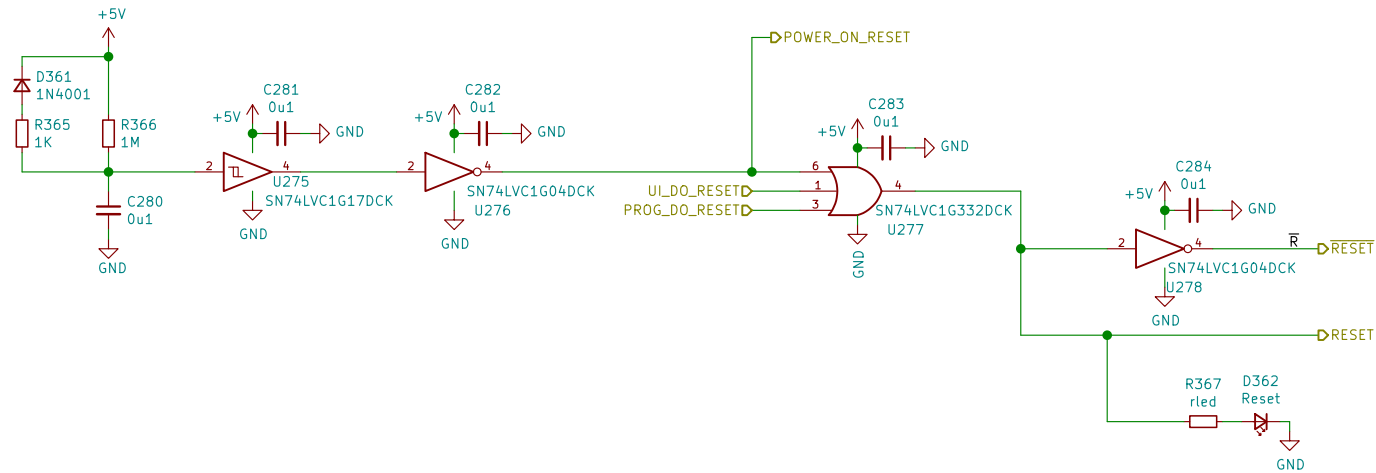 +5V
POWER_ON_RESET
D361
1N4001
C281
0u1
C282
0u1
C283
0u1
+5V
+5V
+5V
GND
GND
GND
R365
1K
R366
1M
2
4
2
4
6
U275
SN74LVC1G17DCK
SN74LVC1G04DCK
U276
UI_DO_RESET
1
4
PROG_DO_RESET
3
SN74LVC1G332DCK
U277
C280
0u1
GND
GND
GND
GND
C284
0u1
+5V
GND
2
4
R
RESET
SN74LVC1G04DCK
U278
GND
RESET
R367
rled
D362
Reset
GND